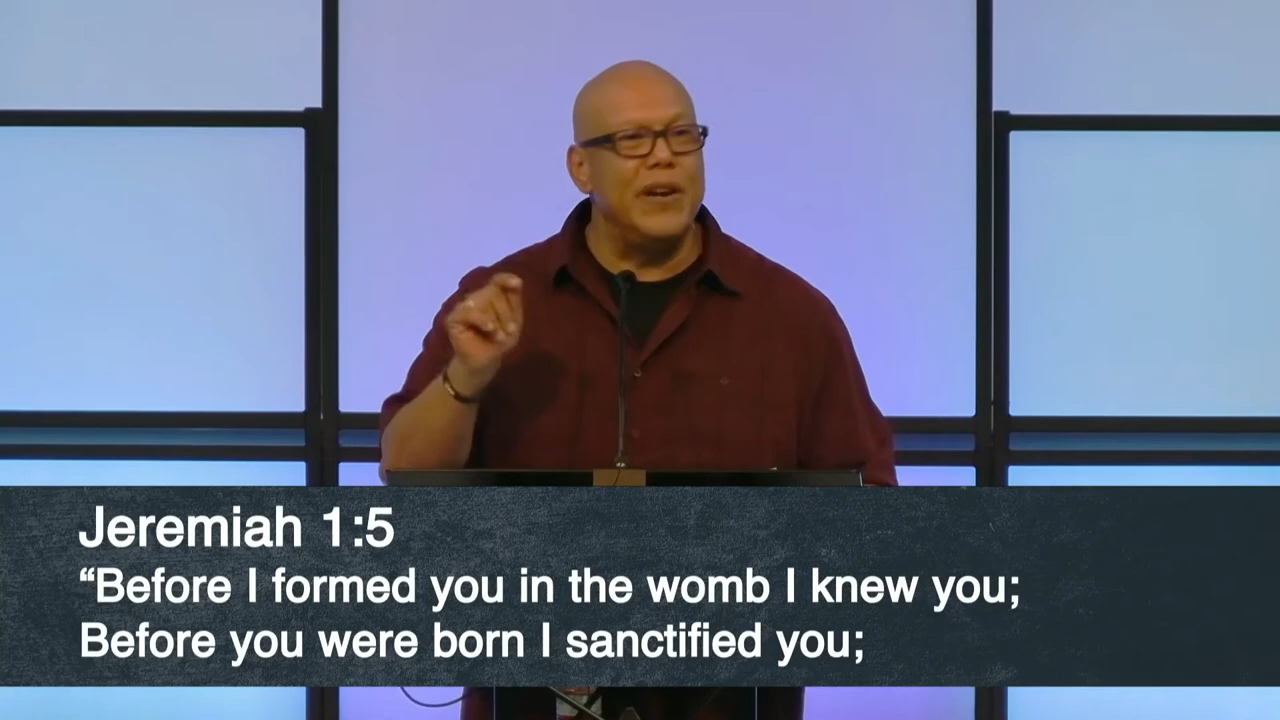 Jeremiah 1:5
“Before I formed you in the womb I knew you;
Before you were born I sanctified you;